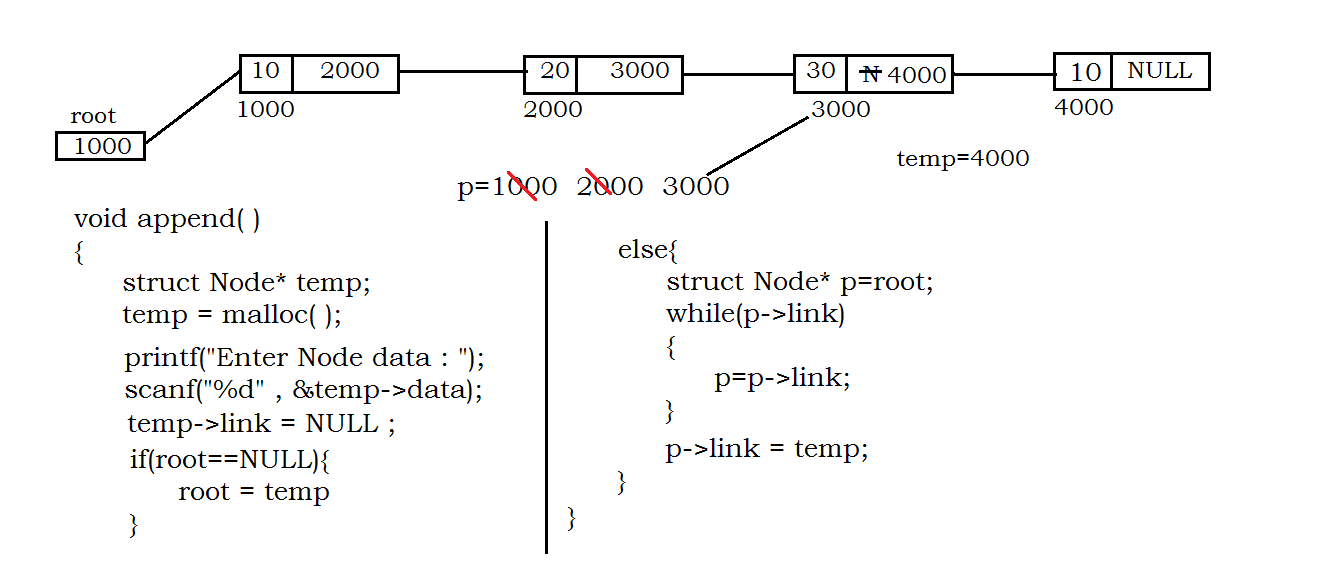 10 2000 20 3000 30 N 4000 10 NULL
1000 2000 3000 4000
root
1000
temp=4000
p=1000 2000 3000
void append( )
{
struct Node* temp;
temp = malloc( );
printf("Enter Node data : ");
scanf("%d" , &temp->data);
temp->link = NULL ;
if(root==NULL){
root = temp
}
else{
struct Node* p=root;
while(p->link)
{
p=p->link;
}
p->link = temp;
}
}